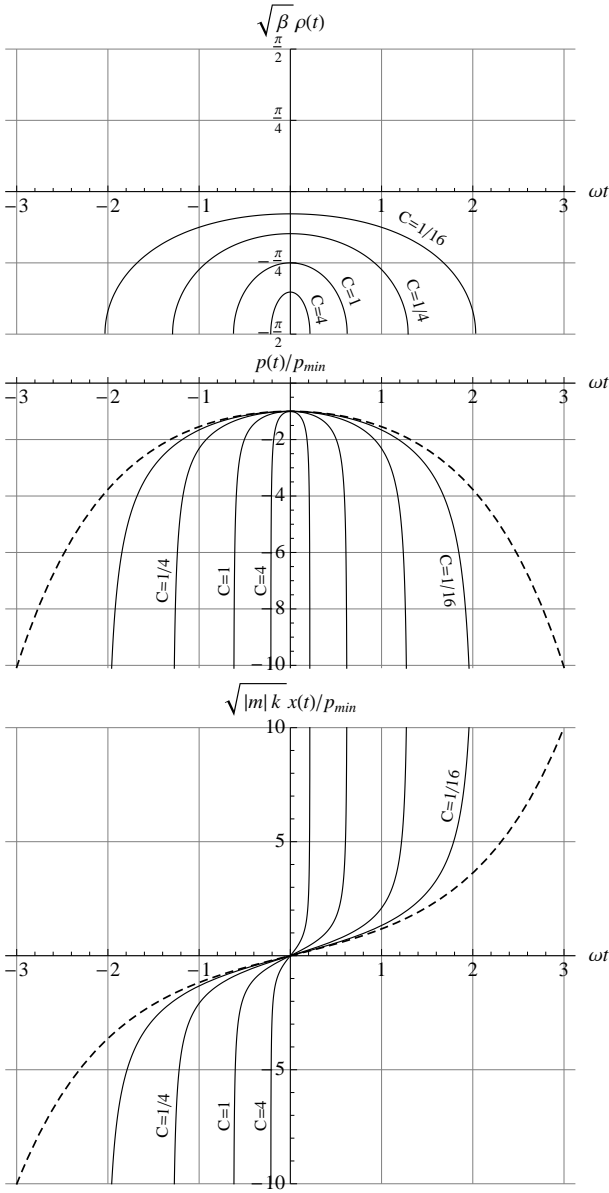 √β ρ(t)
π/2
π/4
-3 -2 -1 1 2 3 ωt
C=1/16
-π/4
C=4 C=1 C=1/4
-π/2
p(t)/p_min
-3 -2 -1 1 2 3 ωt
-2
-4
-6
C=1/4 C=1 C=4 C=1/16
-8
-10
√|m| k x(t)/p_min
10
C=1/16
5
-3 -2 -1 1 2 3 ωt
-5
C=1/4 C=1 C=4
-10